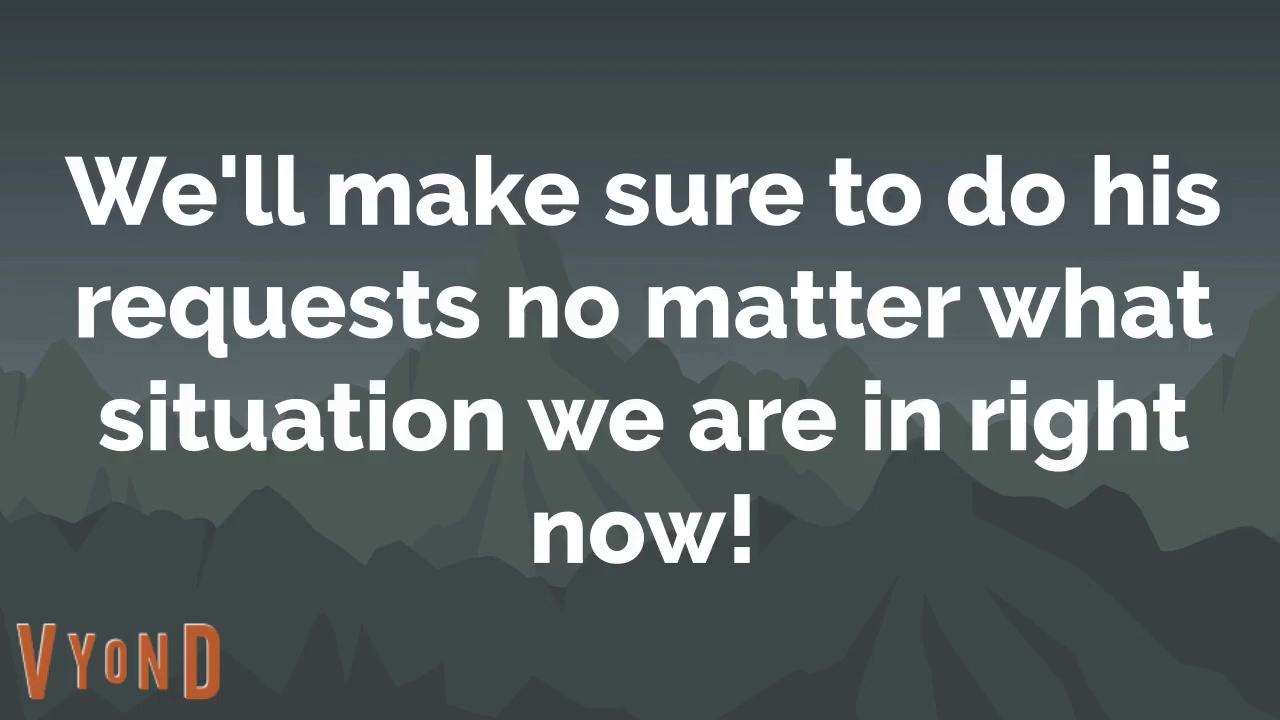 We'll make sure to do his
requests no matter what
situation we are in right
now!
VYOND